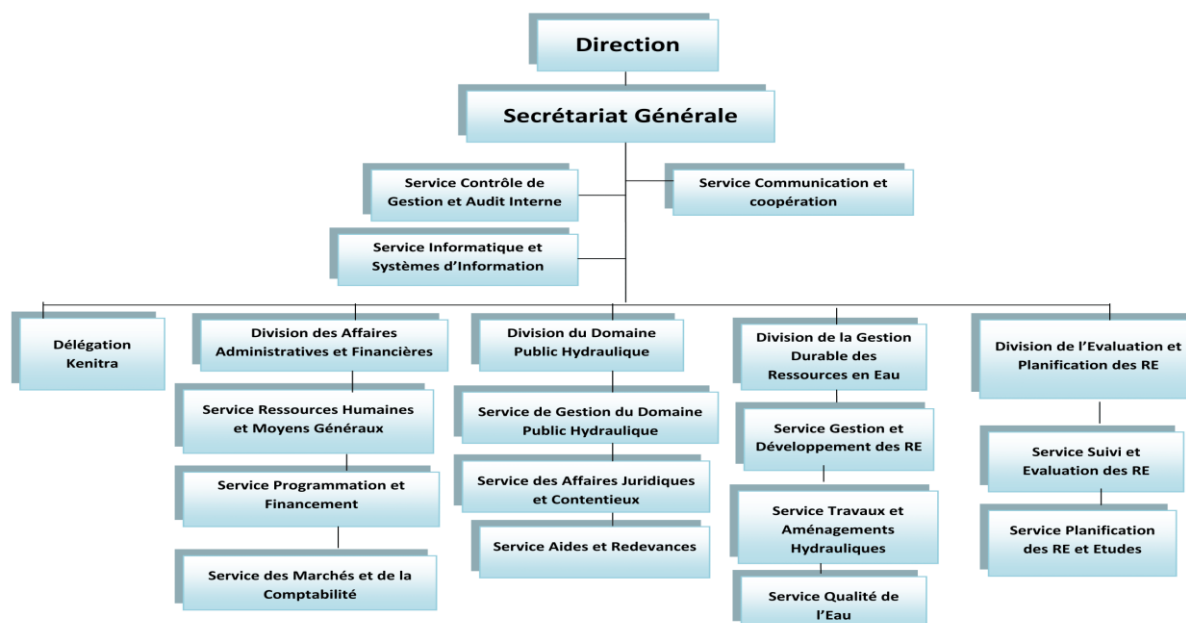 Direction
Secrétariat Générale
Service Contrôle de
Gestion et Audit Interne
Service Communication et
coopération
Service Informatique et
Systèmes d’Information
Délégation
Kenitra
Division des Affaires
Administratives et Financières
Service Ressources Humaines
et Moyens Généraux
Service Programmation et
Financement
Service des Marchés et de la
Comptabilité
Division du Domaine
Public Hydraulique
Service de Gestion du Domaine
Public Hydraulique
Service des Affaires Juridiques
et Contentieux
Service Aides et Redevances
Division de la Gestion
Durable des
Ressources en Eau
Service Gestion et
Développement des RE
Service Travaux et
Aménagements
Hydrauliques
Service Qualité de
l’Eau
Division de l’Evaluation et
Planification des RE
Service Suivi et
Evaluation des RE
Service Planification
des RE et Etudes